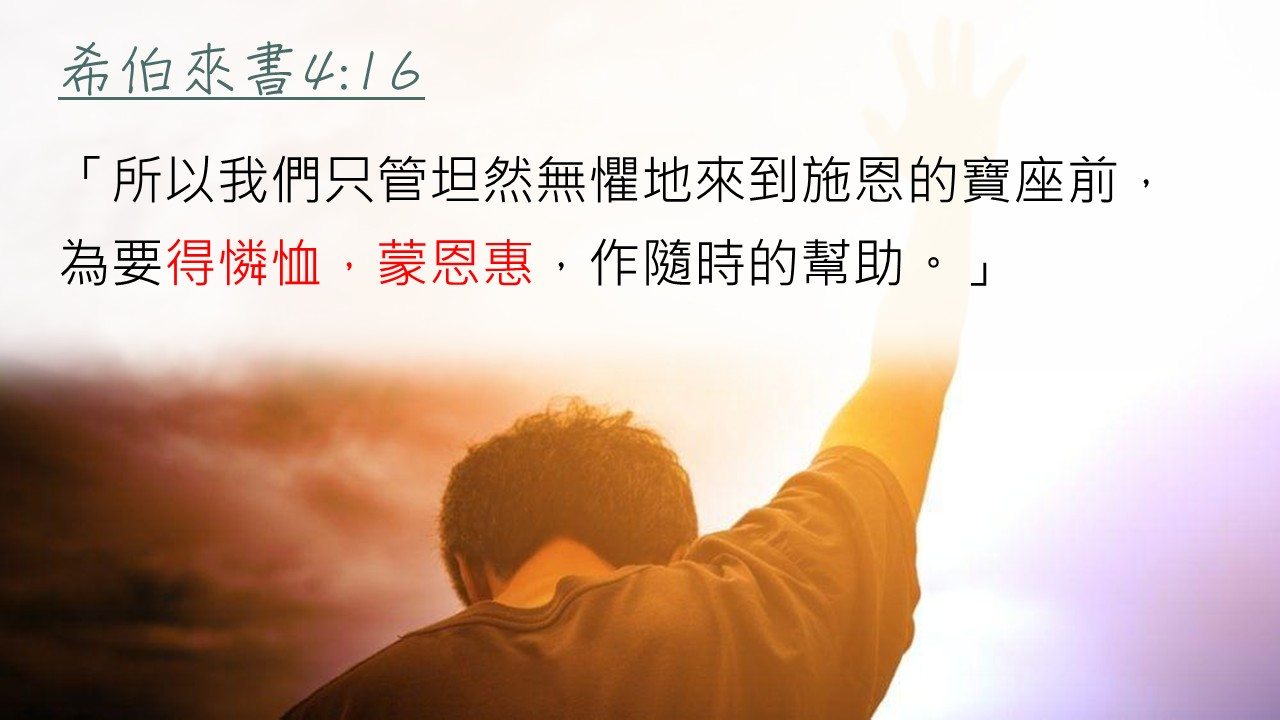 希伯來書4:16
「所以我們只管坦然無懼地來到施恩的寶座前，
為要得憐恤，蒙恩惠，作隨時的幫助。」